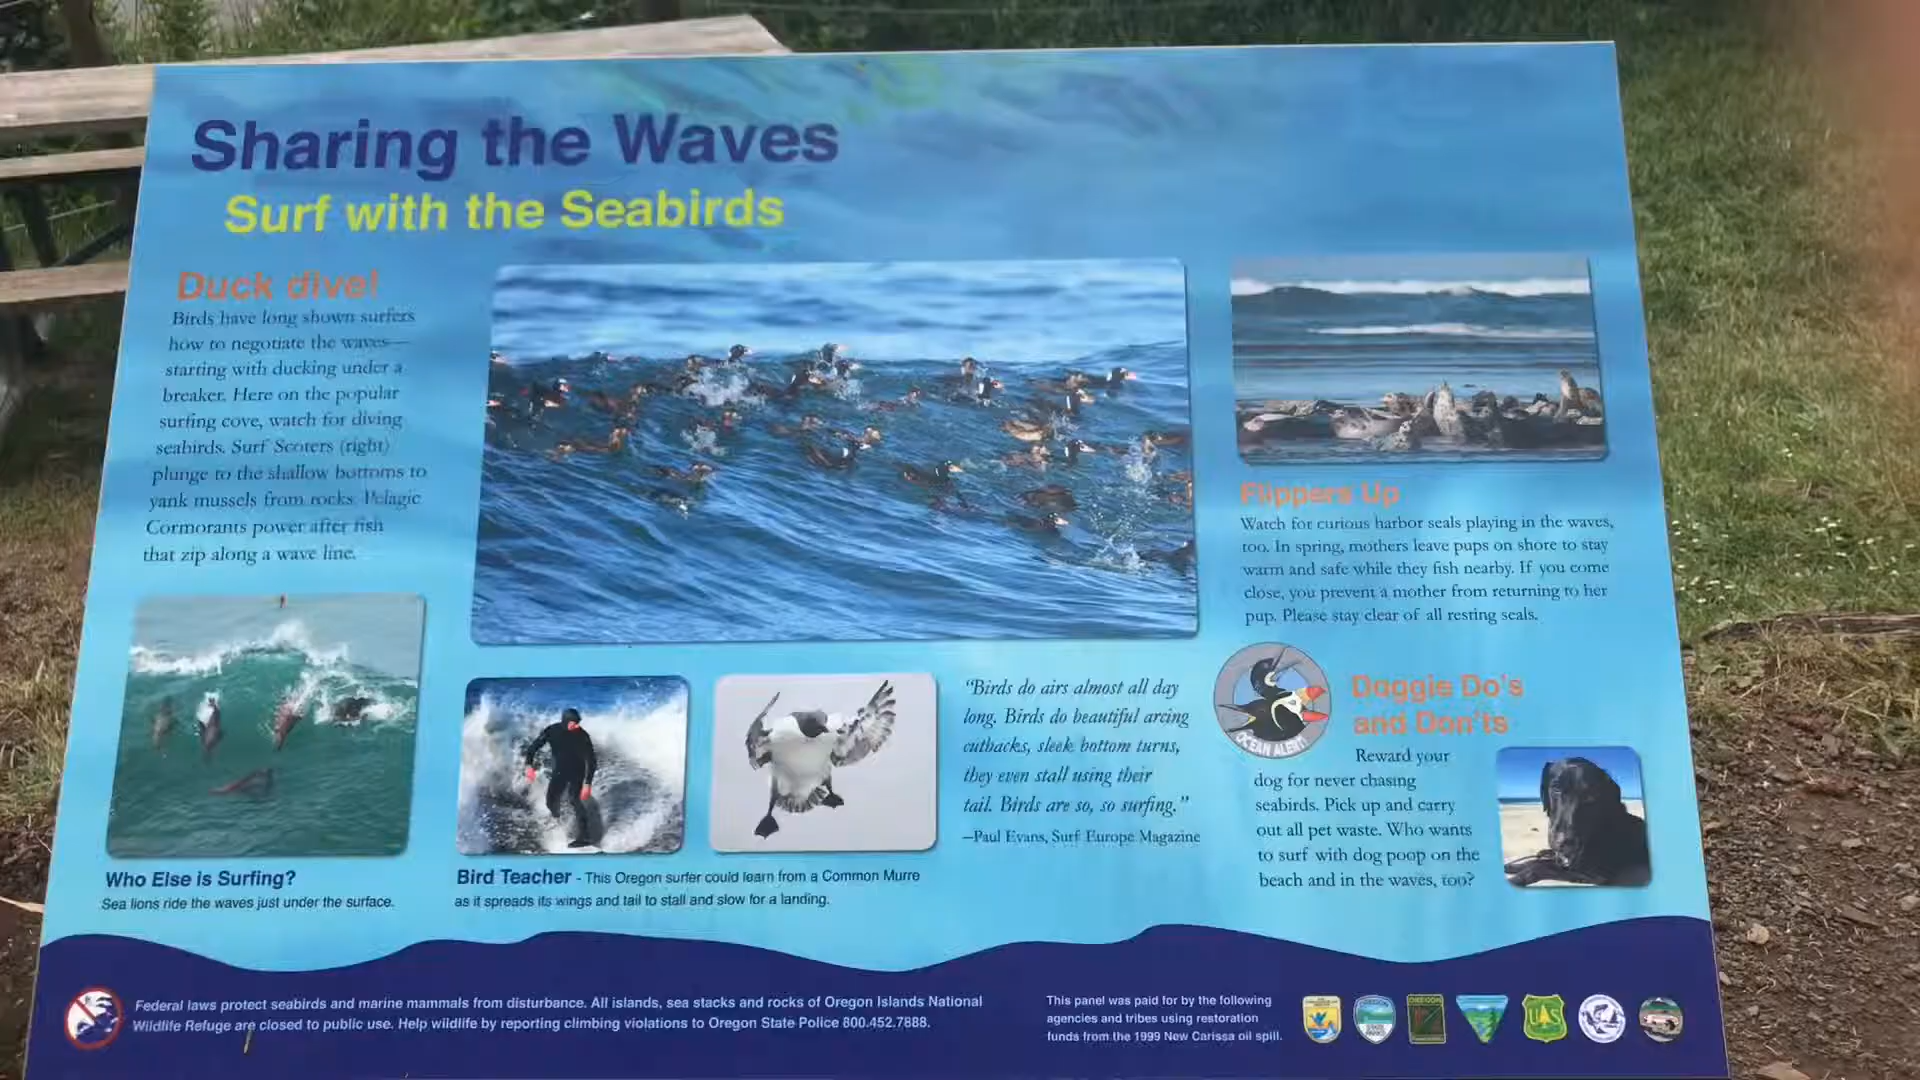 Sharing the Waves
Surf with the Seabirds
Duck dive!
Birds have long shown surfers
how to negotiate the waves—
starting with ducking under a
breaker. Here on the popular
surfing cove, watch for diving
seabirds. Surf Scoters (right)
plunge to the shallow bottoms to
yank mussels from rocks. Pelagic
Cormorants power after fish
that zip along a wave line.
Who Else is Surfing?
Sea lions ride the waves just under the surface.
Bird Teacher - This Oregon surfer could learn from a Common Murre
as it spreads its wings and tail to stall and slow for a landing.
"Birds do airs almost all day
long. Birds do beautiful arcing
cutbacks, sleek bottom turns,
they even stall using their
tail. Birds are so, so surfing."
—Paul Evans, Surf Europe Magazine
Flippers Up
Watch for curious harbor seals playing in the waves,
too. In spring, mothers leave pups on shore to stay
warm and safe while they fish nearby. If you come
close, you prevent a mother from returning to her
pup. Please stay clear of all resting seals.
OCEAN ALERT!
Doggie Do's
and Don'ts
Reward your
dog for never chasing
seabirds. Pick up and carry
out all pet waste. Who wants
to surf with dog poop on the
beach and in the waves, too?
Federal laws protect seabirds and marine mammals from disturbance. All islands, sea stacks and rocks of Oregon Islands National
Wildlife Refuge are closed to public use. Help wildlife by reporting climbing violations to Oregon State Police 800.452.7888.
This panel was paid for by the following
agencies and tribes using restoration
funds from the 1999 New Carissa oil spill.
OREGON
UAS